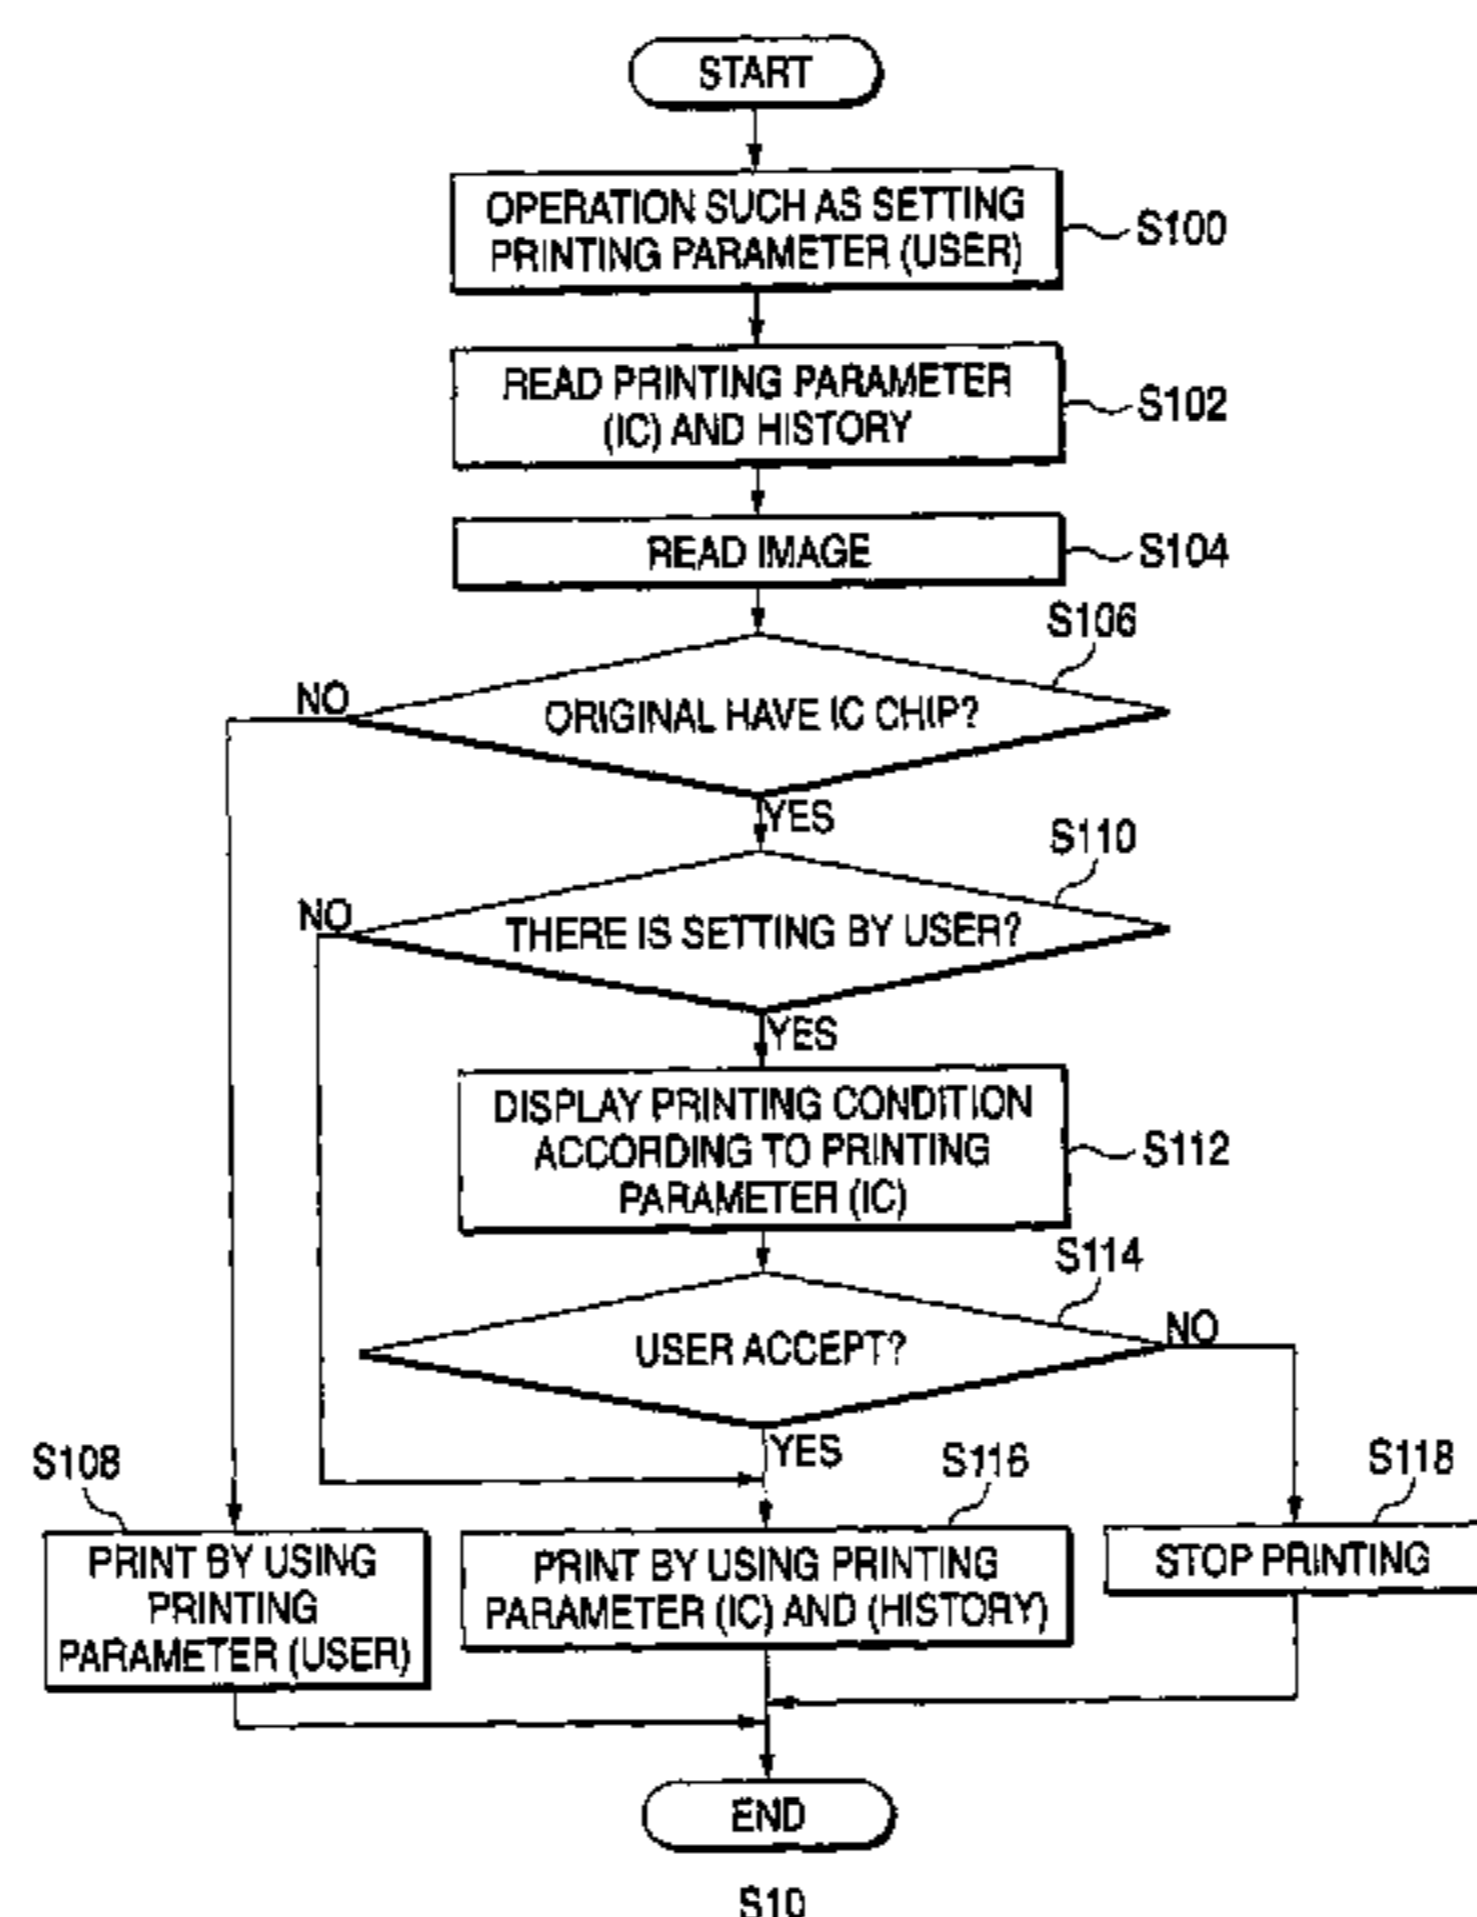 START
OPERATION SUCH AS SETTING
PRINTING PARAMETER (USER)
S100
READ PRINTING PARAMETER
(IC) AND HISTORY
S102
READ IMAGE
S104
S106
NO
ORIGINAL HAVE IC CHIP?
YES
S110
NO
THERE IS SETTING BY USER?
YES
DISPLAY PRINTING CONDITION
ACCORDING TO PRINTING
PARAMETER (IC)
S112
S114
NO
USER ACCEPT?
YES
S108
PRINT BY USING
PRINTING
PARAMETER (USER)
S116
PRINT BY USING PRINTING
PARAMETER (IC) AND (HISTORY)
S118
STOP PRINTING
END
S10